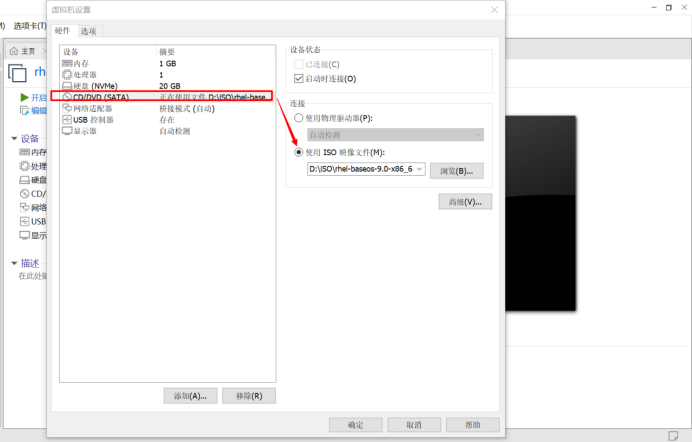 虚拟机设置
M)
选项卡(T)
主页
rh
开启
编辑
设备
内存
处理
硬盘
CD/
网络
USB
显示
描述
在此处键
硬件
选项
设备
摘要
内存
1 GB
处理器
1
硬盘 (NVMe)
20 GB
CD/DVD (SATA)
正在使用文件 D:\ISO\rhel-base...
网络适配器
桥接模式 (自动)
USB 控制器
存在
显示器
自动检测
添加(A)...
移除(R)
设备状态
已连接(C)
启动时连接(O)
连接
使用物理驱动器(P):
自动检测
使用 ISO 映像文件(M):
D:\ISO\rhel-baseos-9.0-x86_6
浏览(B)...
高级(V)...
确定
取消
帮助